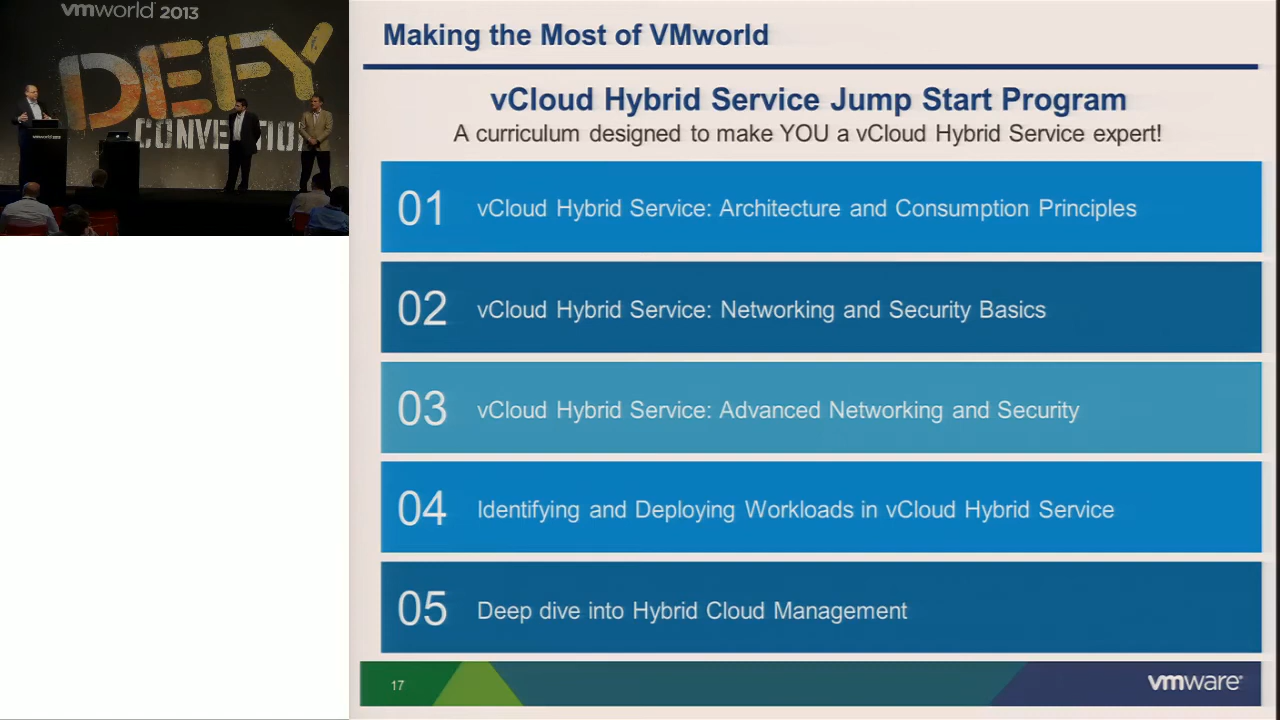 vmworld 2013
DEFY
CONVENTION
Making the Most of VMworld
vCloud Hybrid Service Jump Start Program
A curriculum designed to make YOU a vCloud Hybrid Service expert!
01 vCloud Hybrid Service: Architecture and Consumption Principles
02 vCloud Hybrid Service: Networking and Security Basics
03 vCloud Hybrid Service: Advanced Networking and Security
04 Identifying and Deploying Workloads in vCloud Hybrid Service
05 Deep dive into Hybrid Cloud Management
17
vmware